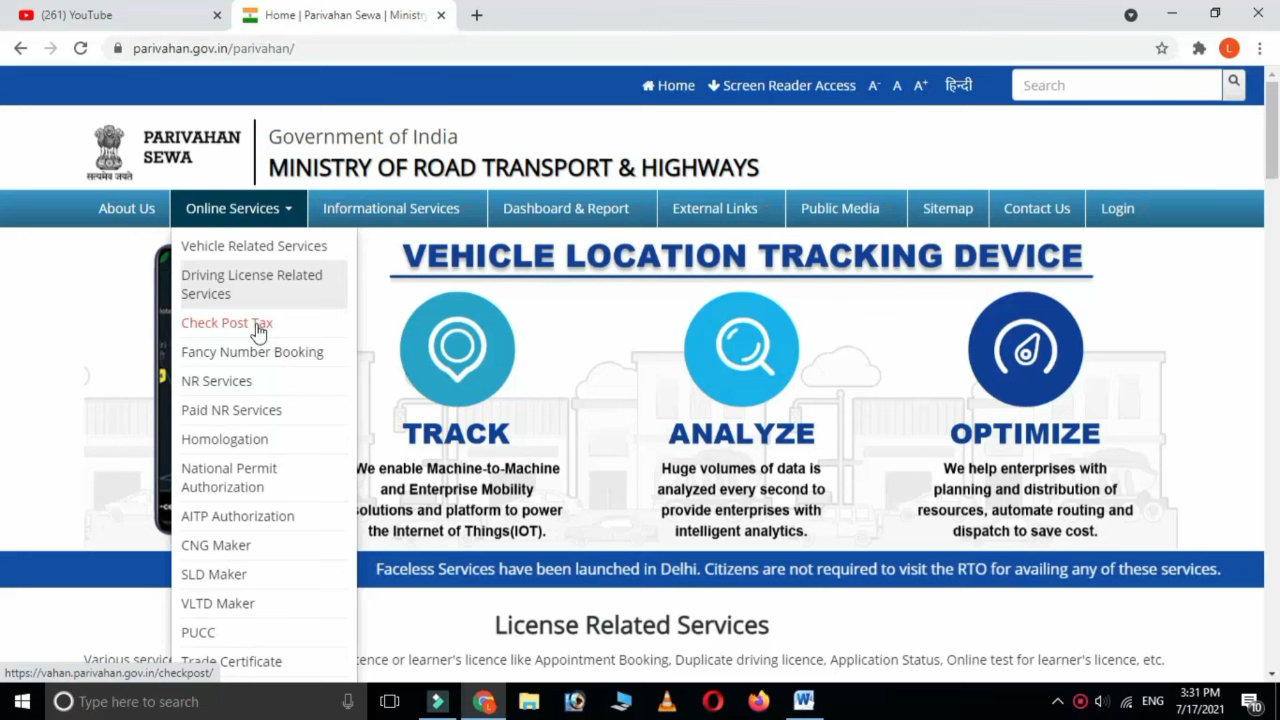 (261) YouTube
Home | Parivahan Sewa | Ministry
parivahan.gov.in/parivahan/
L
Home
Screen Reader Access
A-
A
A+
हिन्दी
Search
सत्यमेव जयते
PARIVAHAN
SEWA
Government of India
MINISTRY OF ROAD TRANSPORT & HIGHWAYS
About Us
Online Services
Informational Services
Dashboard & Report
External Links
Public Media
Sitemap
Contact Us
Login
Vehicle Related Services
Driving License Related
Services
Check Post Tax
Fancy Number Booking
NR Services
Paid NR Services
Homologation
National Permit
Authorization
AITP Authorization
CNG Maker
SLD Maker
VLTD Maker
PUCC
Trade Certificate
VEHICLE LOCATION TRACKING DEVICE
TRACK
We enable Machine-to-Machine
and Enterprise Mobility
solutions and platform to power
the Internet of Things(IOT).
ANALYZE
Huge volumes of data is
analyzed every second to
provide enterprises with
intelligent analytics.
OPTIMIZE
We help enterprises with
planning and distribution of
resources, automate routing and
dispatch to save cost.
Faceless Services have been launched in Delhi. Citizens are not required to visit the RTO for availing any of these services.
License Related Services
Various or learner's licence like Appointment Booking, Duplicate driving licence, Application Status, Online test for learner's licence, etc.
https://vahan.parivahan.gov.in/checkpost/
Type here to search
W
ENG
3:31 PM
7/17/2021
10